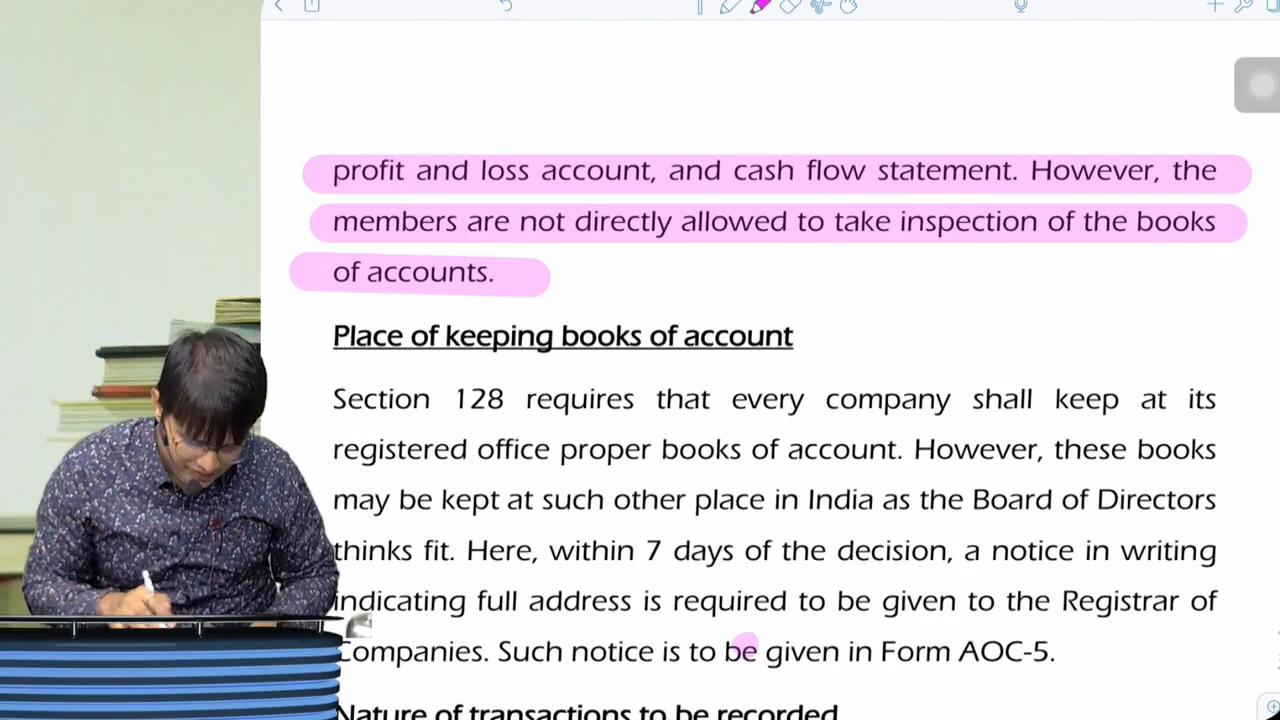 profit and loss account, and cash flow statement. However, the
members are not directly allowed to take inspection of the books
of accounts.
Place of keeping books of account
Section 128 requires that every company shall keep at its
registered office proper books of account. However, these books
may be kept at such other place in India as the Board of Directors
thinks fit. Here, within 7 days of the decision, a notice in writing
indicating full address is required to be given to the Registrar of
Companies. Such notice is to be given in Form AOC-5.
Nature of transactions to be recorded